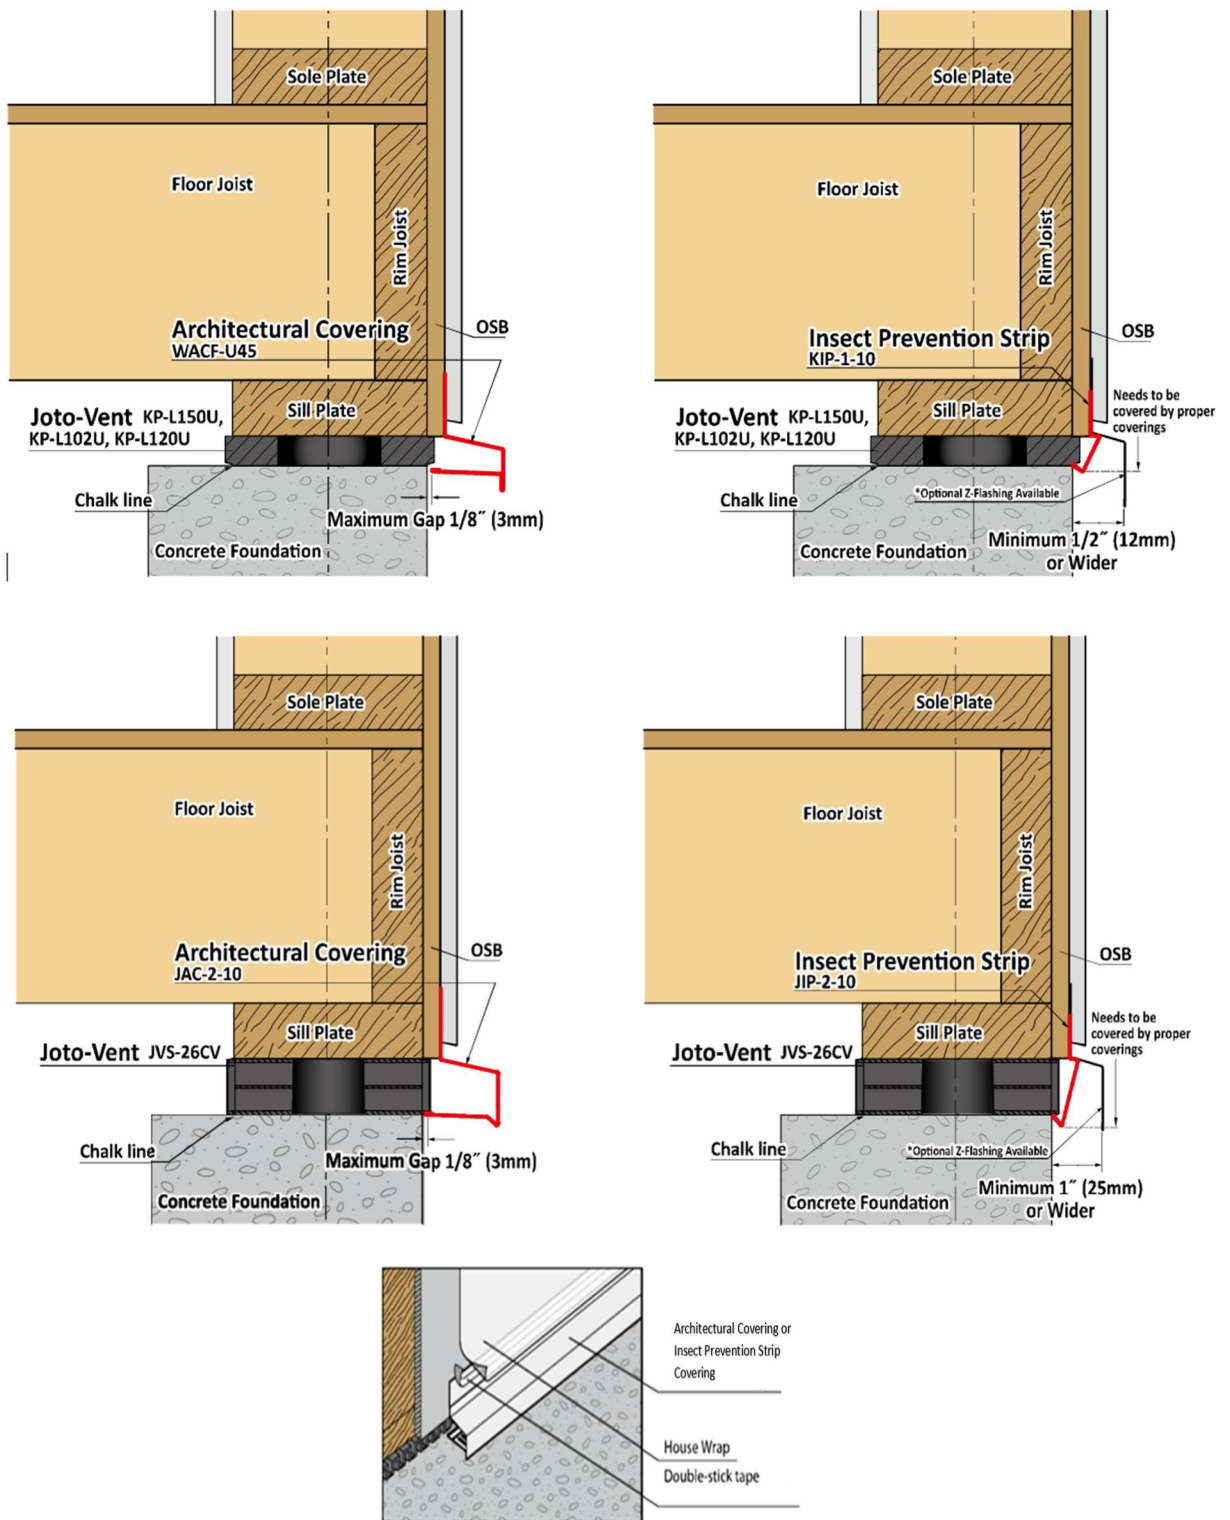 Sole Plate
Floor Joist
Rim Joist
Architectural Covering
WACF-U45
OSB
Sill Plate
Joto-Vent KP-L150U,
KP-L102U, KP-L120U
Chalk line
Maximum Gap 1/8″ (3mm)
Concrete Foundation
Sole Plate
Floor Joist
Rim Joist
Insect Prevention Strip
KIP-1-10
OSB
Needs to be
covered by proper
coverings
Sill Plate
Joto-Vent KP-L150U,
KP-L102U, KP-L120U
Chalk line
*Optional Z-Flashing Available
Minimum 1/2″ (12mm)
or Wider
Concrete Foundation
Sole Plate
Floor Joist
Rim Joist
Architectural Covering
JAC-2-10
OSB
Sill Plate
Joto-Vent JVS-26CV
Chalk line
Maximum Gap 1/8″ (3mm)
Concrete Foundation
Sole Plate
Floor Joist
Rim Joist
Insect Prevention Strip
JIP-2-10
OSB
Needs to be
covered by proper
coverings
Sill Plate
Joto-Vent JVS-26CV
Chalk line
*Optional Z-Flashing Available
Minimum 1″ (25mm)
or Wider
Concrete Foundation
Architectural Covering or
Insect Prevention Strip
Covering
House Wrap
Double-stick tape